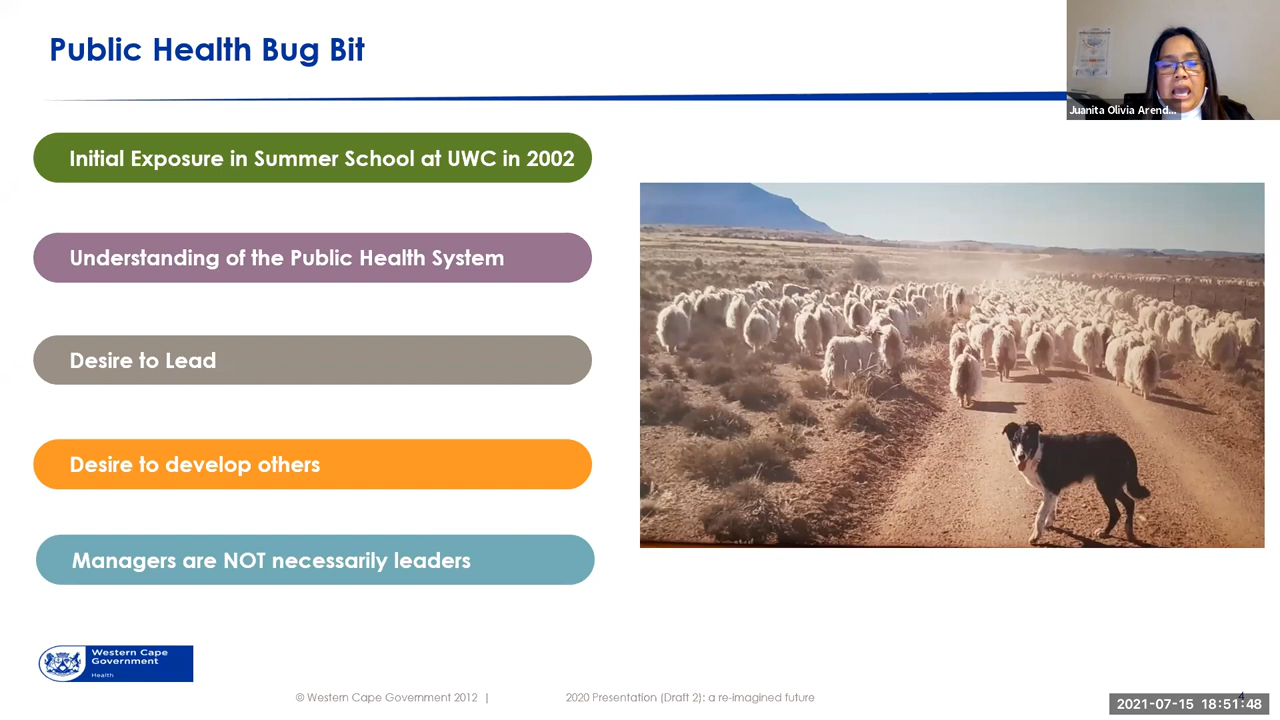 Public Health Bug Bit
Juanita Olivia Arend...
Initial Exposure in Summer School at UWC in 2002
Understanding of the Public Health System
Desire to Lead
Desire to develop others
Managers are NOT necessarily leaders
Western Cape
Government
Health
© Western Cape Government 2012 |
2020 Presentation (Draft 2): a re-imagined future
4
2021-07-15 18:51:48